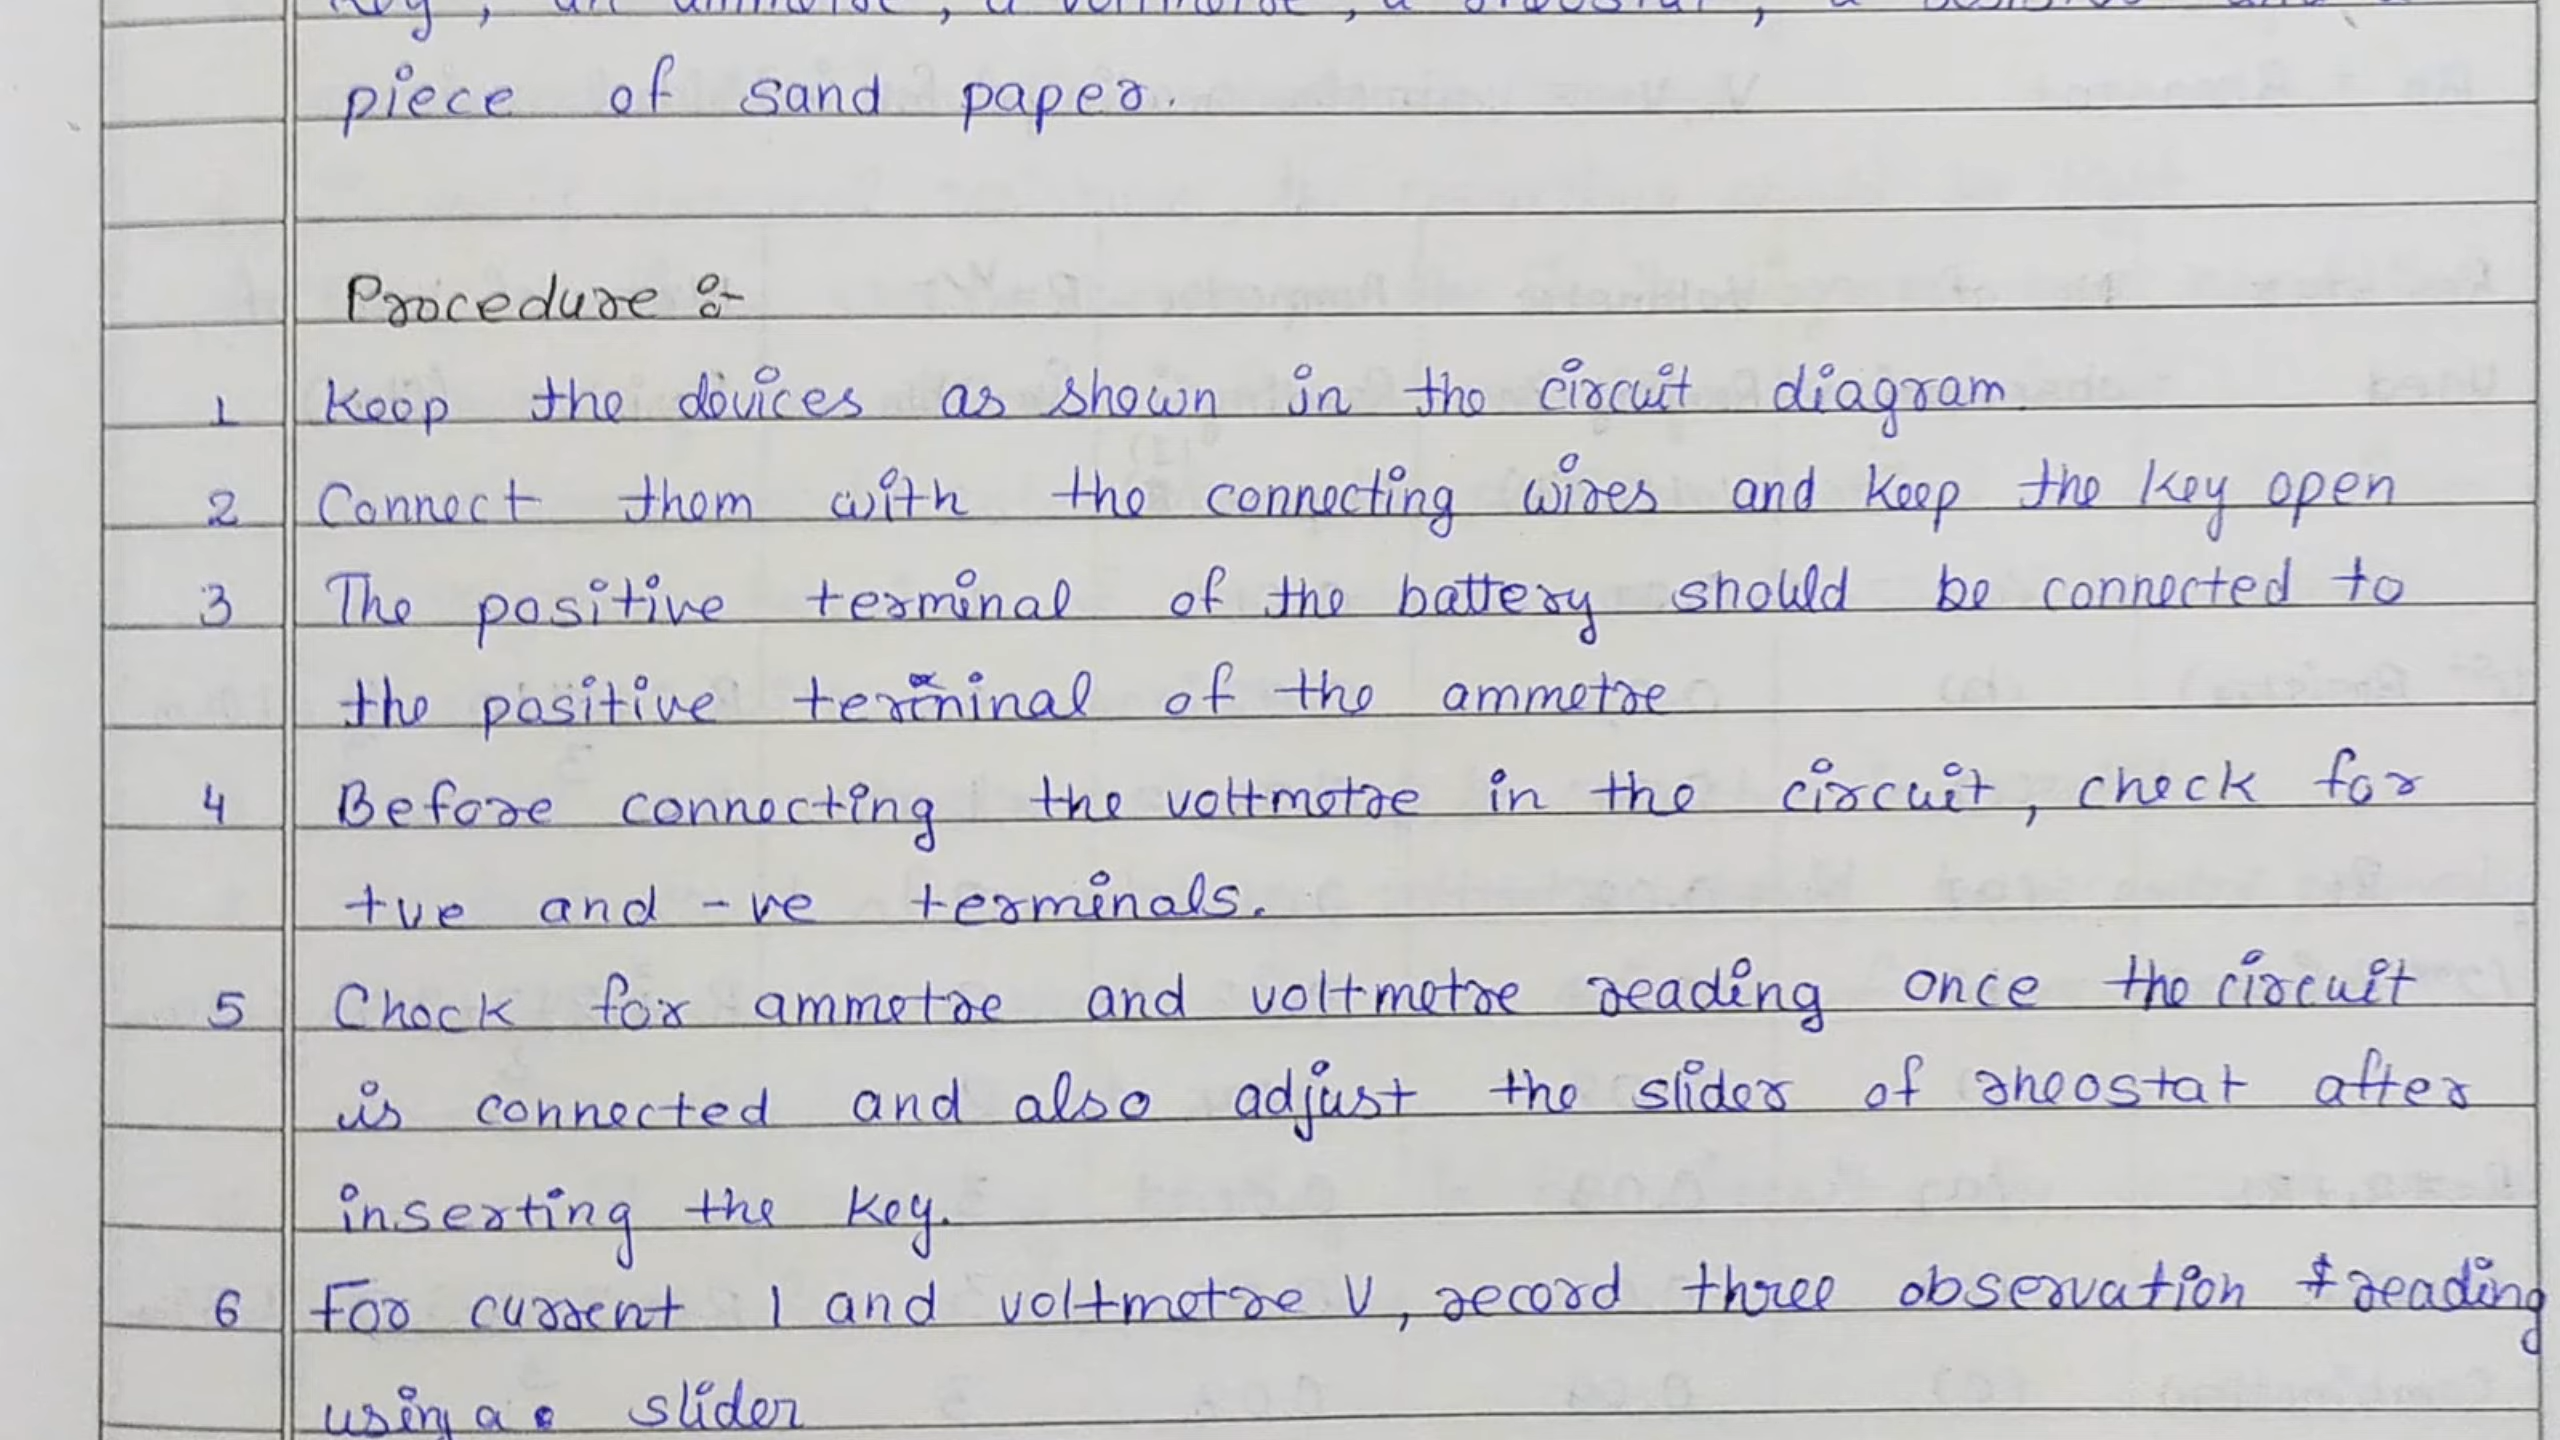 piece of sand paper.
Procedure :-
1 Keep the devices as shown in the circuit diagram.
2 Connect them with the connecting wires and keep the key open
3 The positive terminal of the battery should be connected to
the positive terminal of the ammetre
4 Before connecting the voltmetre in the circuit, check for
+ve and -ve terminals.
5 Check for ammetre and voltmetre reading once the circuit
is connected and also adjust the slider of rheostat after
inserting the key.
6 For current I and voltmetre V, record three observation & reading
using a slider